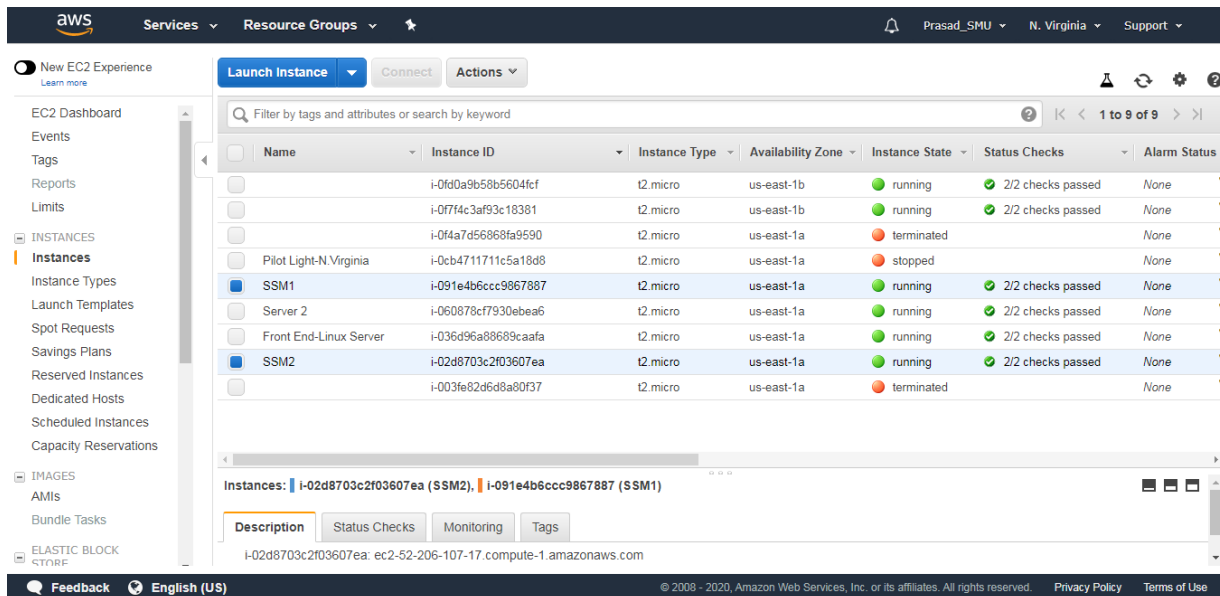 aws Services Resource Groups Prasad_SMU N. Virginia Support
New EC2 Experience
Learn more
EC2 Dashboard
Events
Tags
Reports
Limits
INSTANCES
Instances
Instance Types
Launch Templates
Spot Requests
Savings Plans
Reserved Instances
Dedicated Hosts
Scheduled Instances
Capacity Reservations
IMAGES
AMIs
Bundle Tasks
ELASTIC BLOCK
STORE
Launch Instance Connect Actions
Filter by tags and attributes or search by keyword 1 to 9 of 9
Name Instance ID Instance Type Availability Zone Instance State Status Checks Alarm Status
i-0fd0a9b58b5604fcf t2.micro us-east-1b running 2/2 checks passed None
i-0f7f4c3af93c18381 t2.micro us-east-1b running 2/2 checks passed None
i-0f4a7d56868fa9590 t2.micro us-east-1a terminated None
Pilot Light-N.Virginia i-0cb4711711c5a18d8 t2.micro us-east-1a stopped None
SSM1 i-091e4b6ccc9867887 t2.micro us-east-1a running 2/2 checks passed None
Server 2 i-060878cf7930ebea6 t2.micro us-east-1a running 2/2 checks passed None
Front End-Linux Server i-036d96a88689caafa t2.micro us-east-1a running 2/2 checks passed None
SSM2 i-02d8703c2f03607ea t2.micro us-east-1a running 2/2 checks passed None
i-003fe82d6d8a80f37 t2.micro us-east-1a terminated None
Instances: i-02d8703c2f03607ea (SSM2), i-091e4b6ccc9867887 (SSM1)
Description Status Checks Monitoring Tags
i-02d8703c2f03607ea: ec2-52-206-107-17.compute-1.amazonaws.com
Feedback English (US) © 2008 - 2020, Amazon Web Services, Inc. or its affiliates. All rights reserved. Privacy Policy Terms of Use